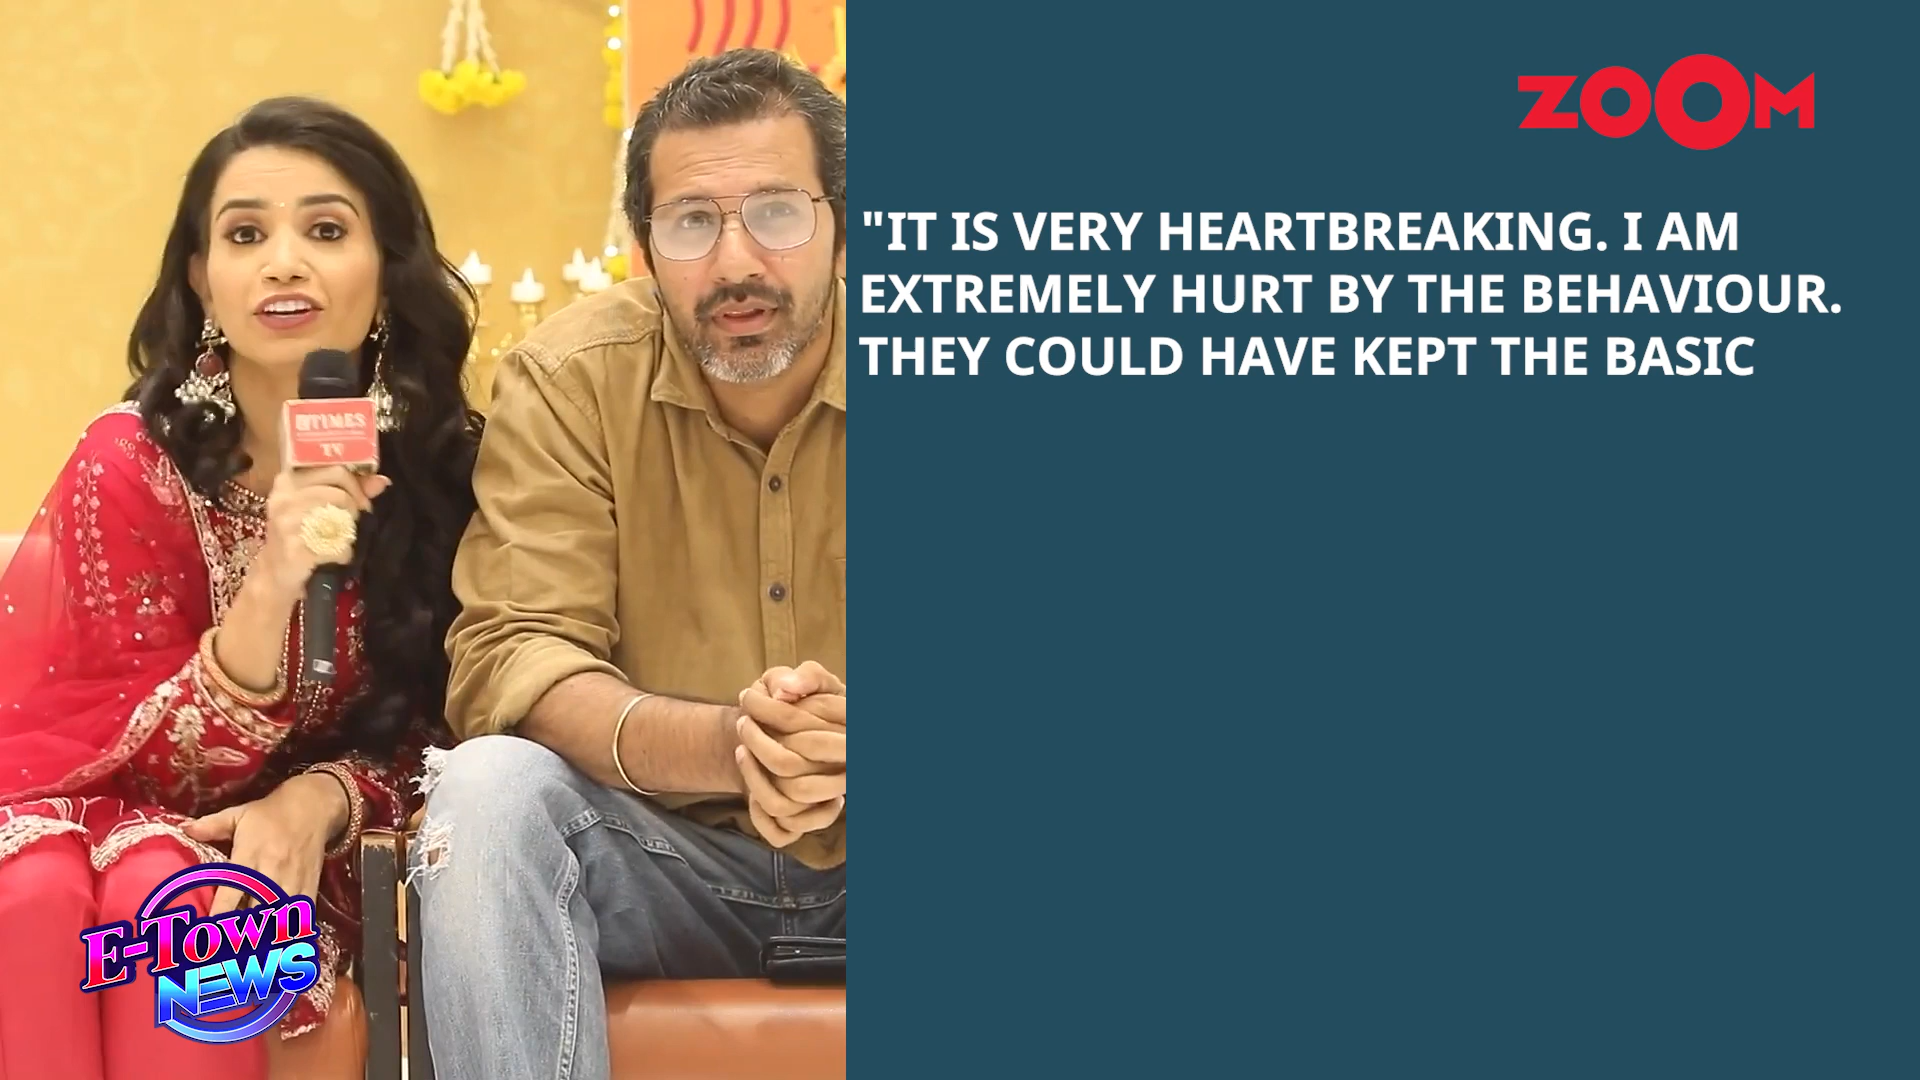 ZOOM
"IT IS VERY HEARTBREAKING. I AM
EXTREMELY HURT BY THE BEHAVIOUR.
THEY COULD HAVE KEPT THE BASIC
ETIMES
TV
E-TOWN
NEWS